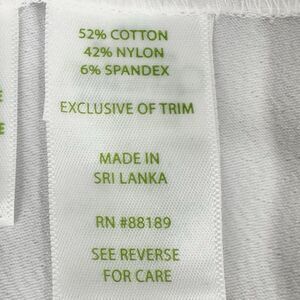 52% COTTON
42% NYLON
6% SPANDEX
EXCLUSIVE OF TRIM
MADE IN
SRI LANKA
RN #88189
SEE REVERSE
FOR CARE